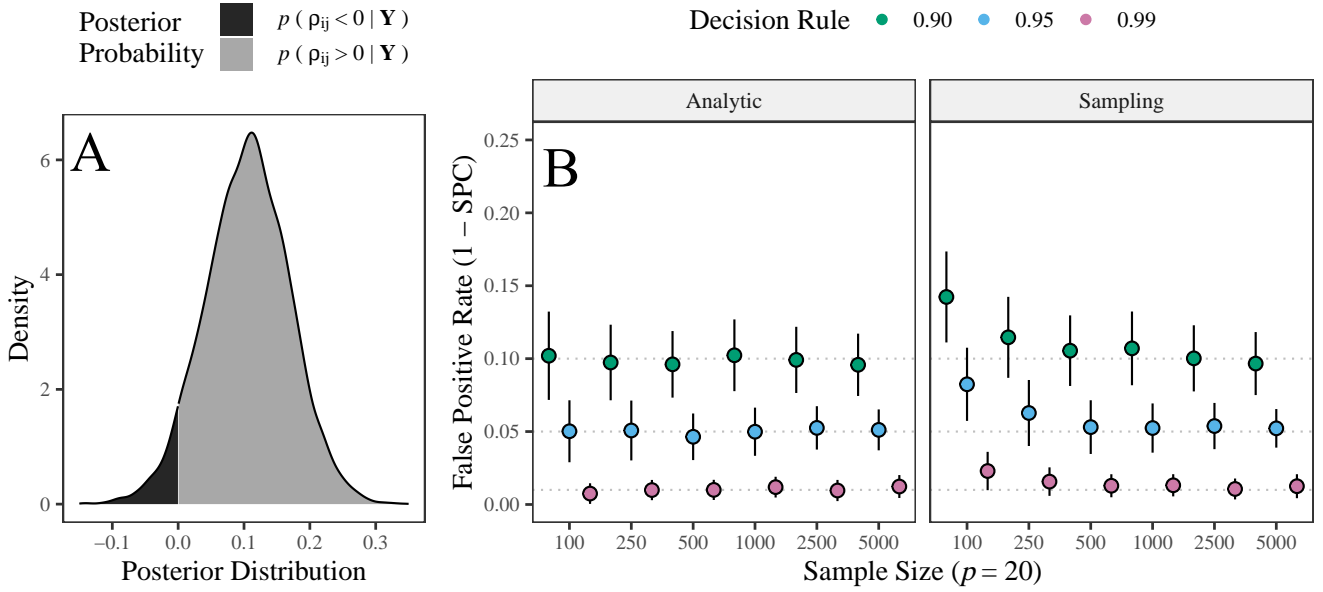 Posterior
Probability
p ( ρij < 0 | Y )
p ( ρij > 0 | Y )
A
Density
6
4
2
0
−0.1 0.0 0.1 0.2 0.3
Posterior Distribution
Decision Rule 0.90 0.95 0.99
Analytic Sampling
B
False Positive Rate (1 − SPC)
0.25
0.20
0.15
0.10
0.05
0.00
100 250 500 1000 2500 5000 100 250 500 1000 2500 5000
Sample Size (p = 20)